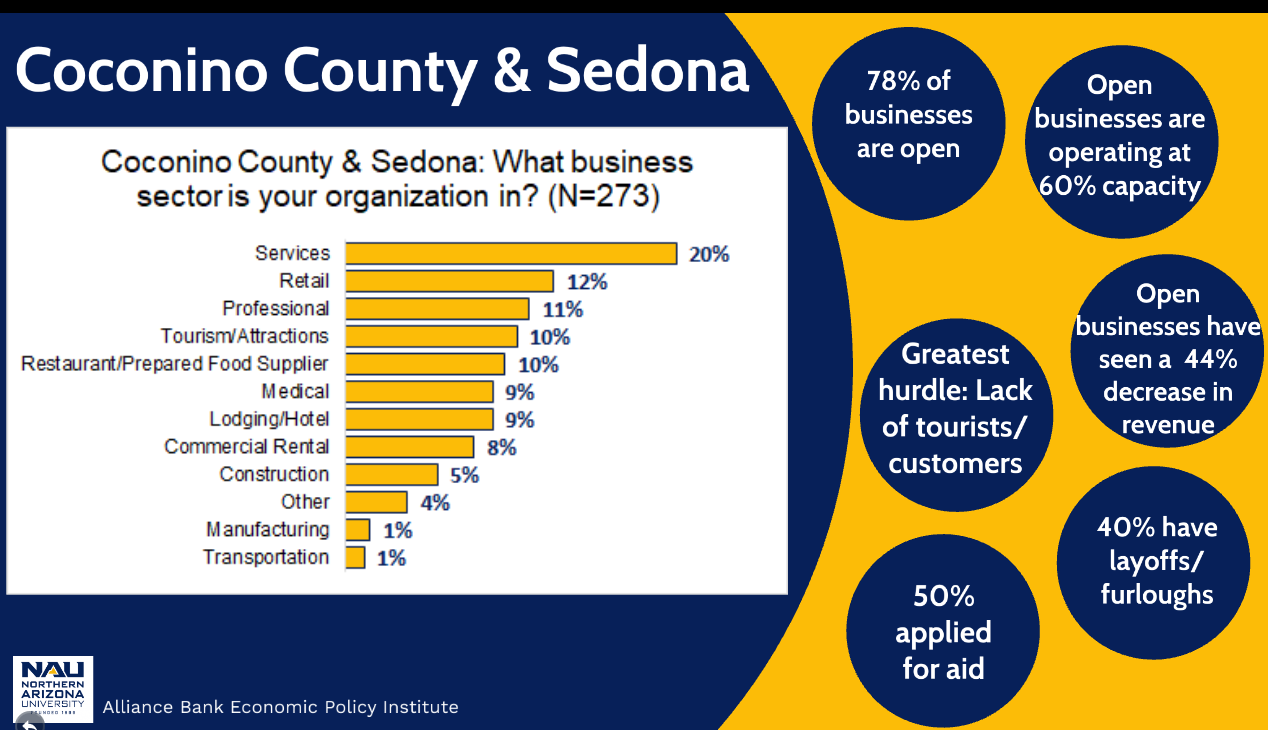 Coconino County & Sedona
Coconino County & Sedona: What business
sector is your organization in? (N=273)
Services 20%
Retail 12%
Professional 11%
Tourism/Attractions 10%
Restaurant/Prepared Food Supplier 10%
Medical 9%
Lodging/Hotel 9%
Commercial Rental 8%
Construction 5%
Other 4%
Manufacturing 1%
Transportation 1%
78% of
businesses
are open
Open
businesses are
operating at
60% capacity
Open
businesses have
seen a 44%
decrease in
revenue
Greatest
hurdle: Lack
of tourists/
customers
40% have
layoffs/
furloughs
50%
applied
for aid
NAU
NORTHERN
ARIZONA
UNIVERSITY
Alliance Bank Economic Policy Institute